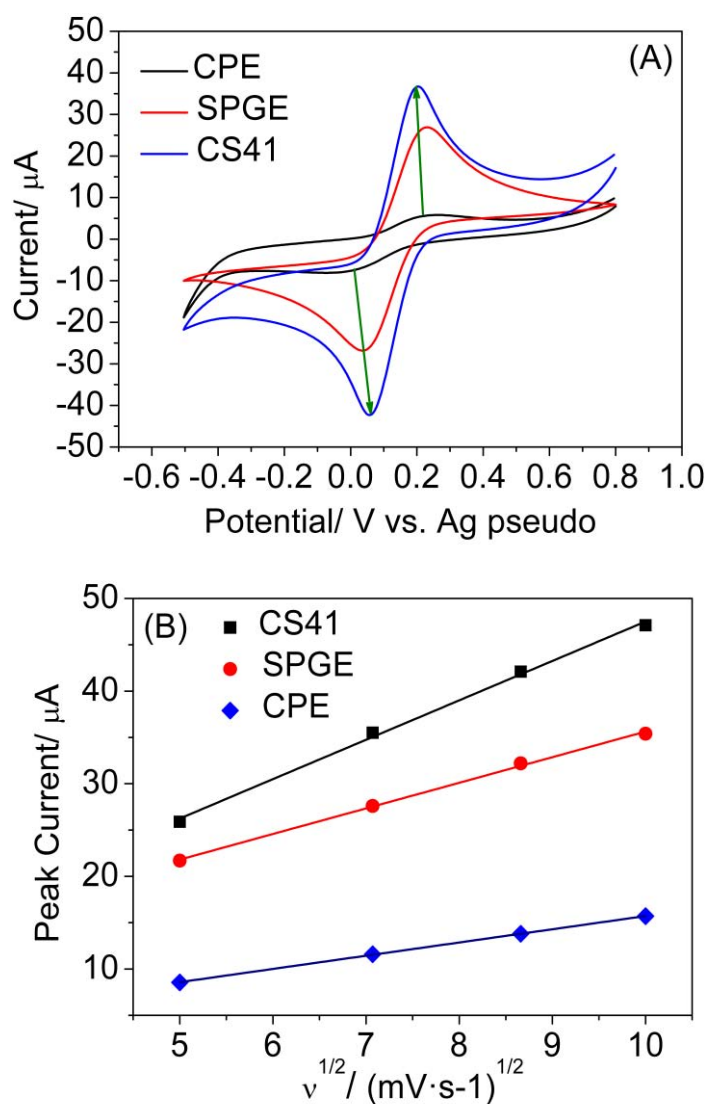 (A)
CPE
SPGE
CS41
50
40
30
20
10
0
-10
-20
-30
-40
-50
Current/ μA
-0.6 -0.4 -0.2 0.0 0.2 0.4 0.6 0.8 1.0
Potential/ V vs. Ag pseudo
(B)
CS41
SPGE
CPE
50
40
30
20
10
Peak Current/ μA
5 6 7 8 9 10
ν1/2/ (mV·s-1)1/2